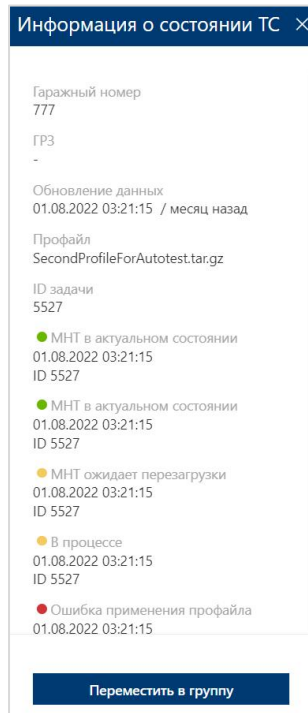 Информация о состоянии ТС
Гаражный номер
777
ГРЗ
-
Обновление данных
01.08.2022 03:21:15 / месяц назад
Профайл
SecondProfileForAutotest.tar.gz
ID задачи
5527
МНТ в актуальном состоянии
01.08.2022 03:21:15
ID 5527
МНТ в актуальном состоянии
01.08.2022 03:21:15
ID 5527
МНТ ожидает перезагрузки
01.08.2022 03:21:15
ID 5527
В процессе
01.08.2022 03:21:15
ID 5527
Ошибка применения профайла
01.08.2022 03:21:15
Переместить в группу